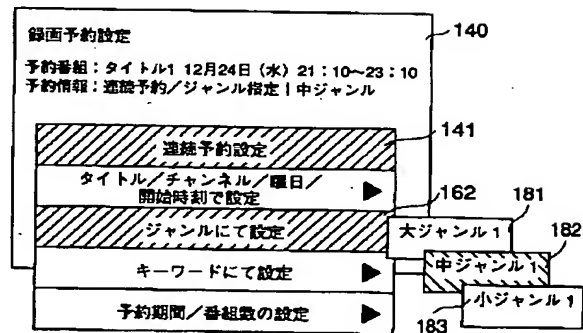 録画予約設定
140
予約番組：タイトル1 12月24日（水）21：10～23：10
予約情報：連続予約／ジャンル指定｜中ジャンル
141
連続予約設定
タイトル／チャンネル／曜日／
開始時刻で設定
162
181
ジャンルにて設定
大ジャンル1
182
キーワードにて設定
中ジャンル1
予約期間／番組数の設定
小ジャンル1
183